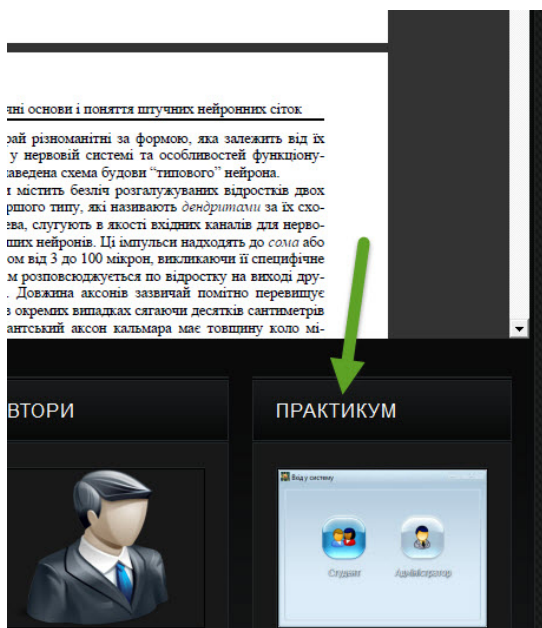 чні основи і поняття штучних нейронних сіток
рай різноманітні за формою, яка залежить від їх
у нервовій системі та особливостей функціону-
аведена схема будови “типового” нейрона.
містить безліч розгалужуваних відростків двох
ршого типу, які називають дендритами за їх схо-
ева, слугують в якості вхідних каналів для нерво-
нших нейронів. Ці імпульси надходять до сома або
ом від 3 до 100 мікрон, викликаючи її специфічне
м розповсюджується по відростку на виході дру-
. Довжина аксонів зазвичай помітно перевищує
в окремих випадках сягаючи десятків сантиметрів
антський аксон кальмара має товщину коло мі-
ВТОРИ
ПРАКТИКУМ
Вхід у систему
Студент
Адміністратор